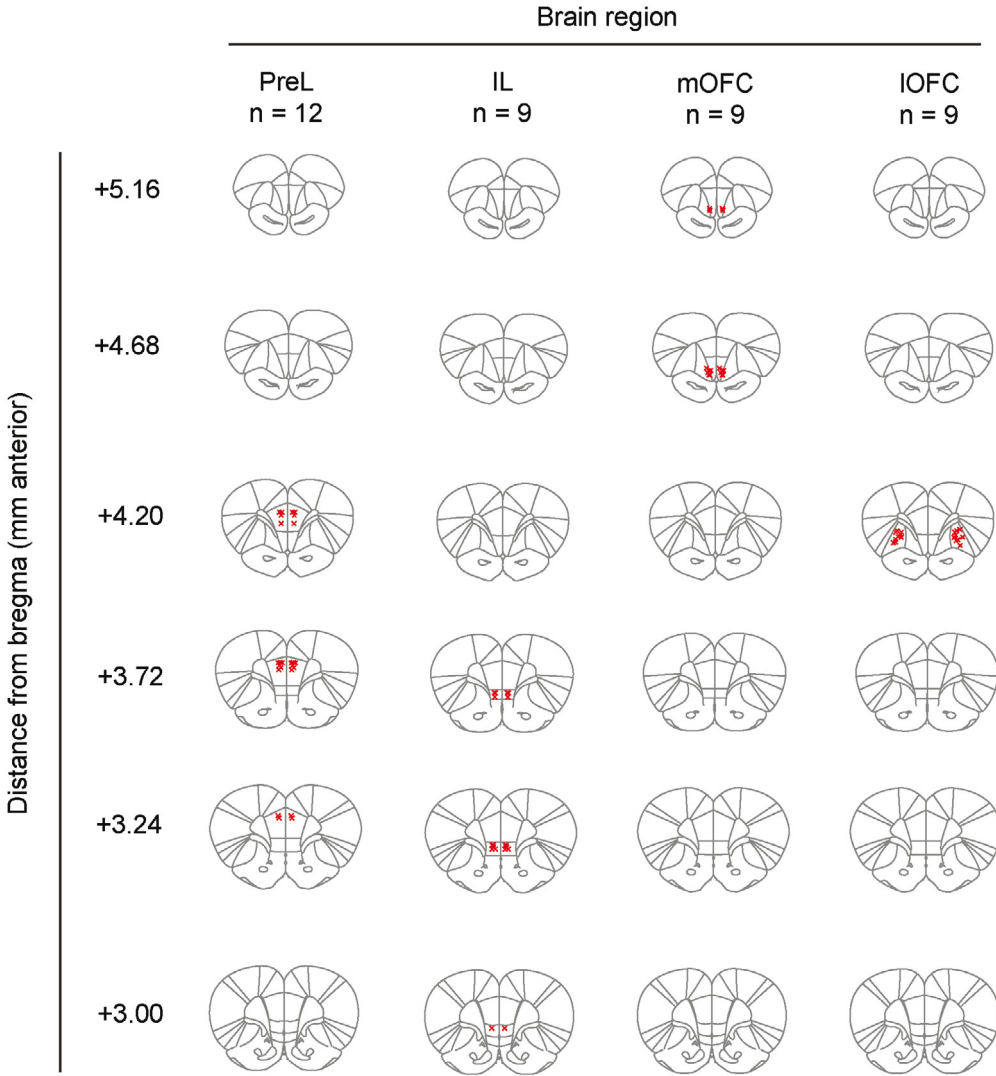 Brain region
PreL
n = 12
IL
n = 9
mOFC
n = 9
lOFC
n = 9
Distance from bregma (mm anterior)
+5.16
+4.68
+4.20
+3.72
+3.24
+3.00